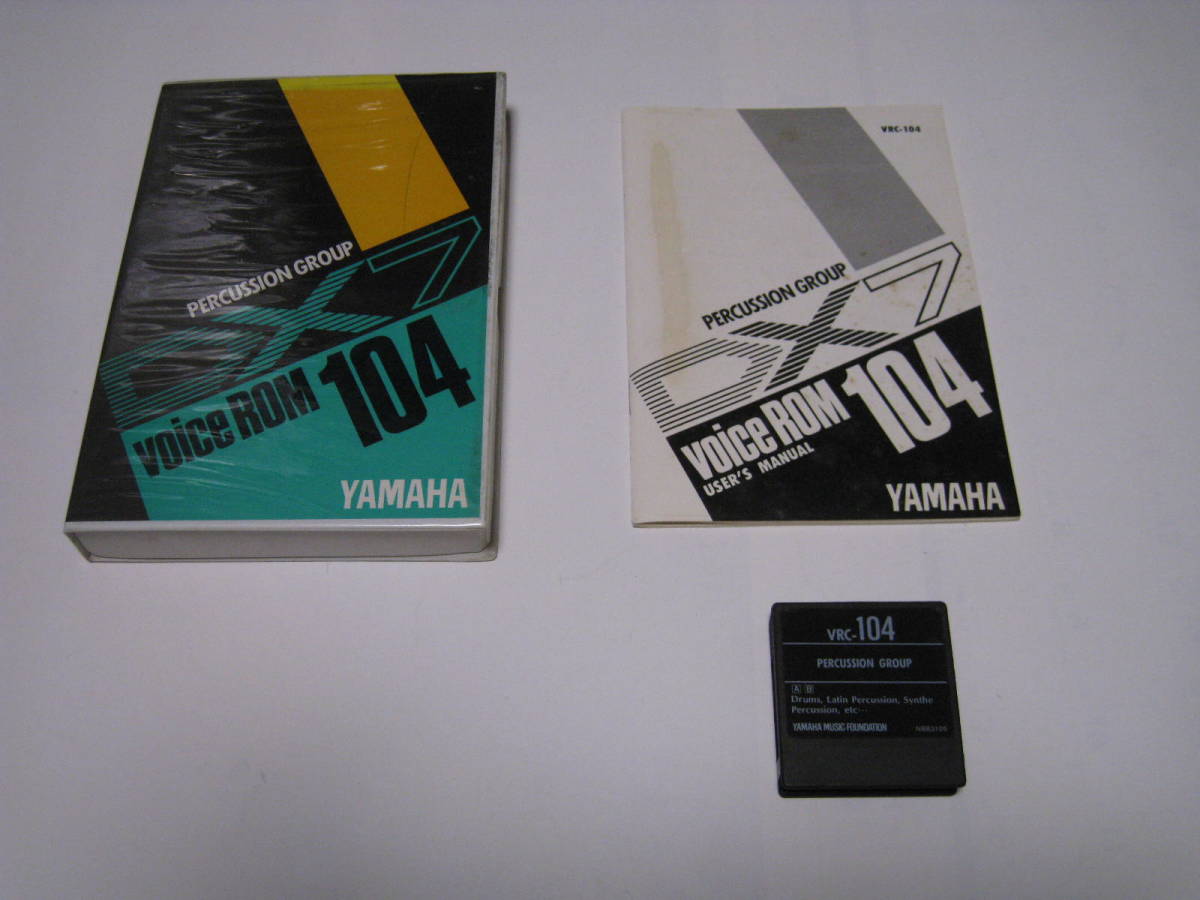 PERCUSSION GROUP
DX7
voice ROM 104
YAMAHA
VRC-104
PERCUSSION GROUP
DX7
voice ROM 104
USER'S MANUAL
YAMAHA
VRC-104
PERCUSSION GROUP
A B
Drums, Latin Percussion, Synthe
Percussion, etc…
YAMAHA MUSIC FOUNDATION